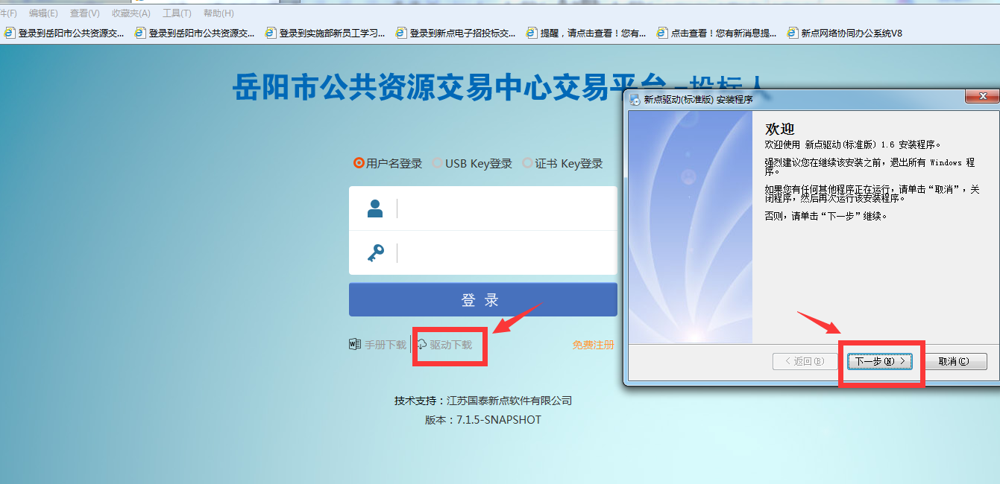 件(F) 编辑(E) 查看(V) 收藏夹(A) 工具(T) 帮助(H)
登录到岳阳市公共资源交... 登录到岳阳市公共资源交... 登录到实施部新员工学习... 登录到新点电子招投标交... 提醒，请点击查看！您有... 点击查看！您有新消息提... 新点网络协同办公系统V8
岳阳市公共资源交易中心交易平台 -投标人
用户名登录 USB Key登录 证书 Key登录
登 录
手册下载 驱动下载 免费注册
技术支持：江苏国泰新点软件有限公司
版本：7.1.5-SNAPSHOT
新点驱动(标准版) 安装程序
欢迎
欢迎使用 新点驱动(标准版) 1.6 安装程序。
强烈建议您在继续该安装之前，退出所有 Windows 程
序。
如果您有任何其他程序正在运行，请单击“取消”，关
闭程序，然后再次运行该安装程序。
否则，请单击“下一步”继续。
< 返回(B) 下一步(N) > 取消(C)